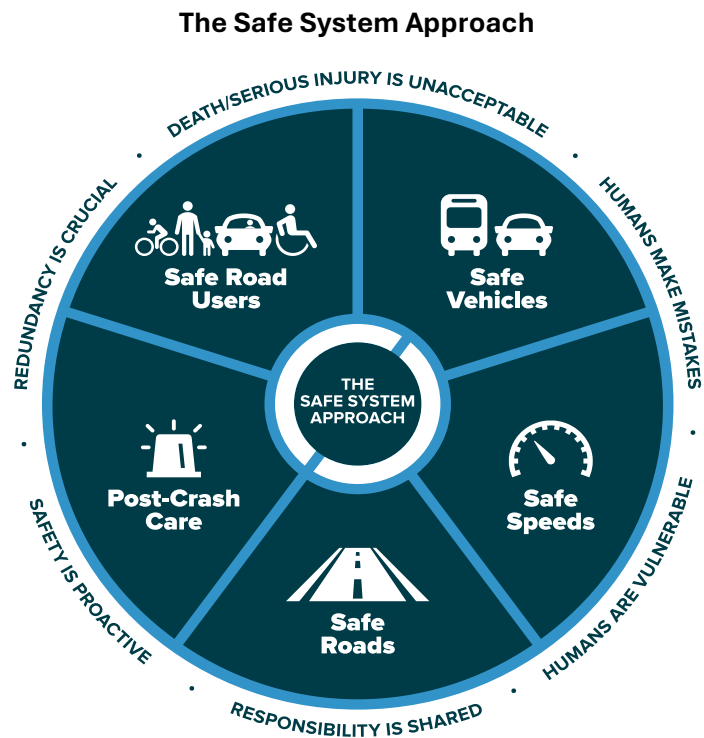 The Safe System Approach
DEATH/SERIOUS INJURY IS UNACCEPTABLE
HUMANS MAKE MISTAKES
HUMANS ARE VULNERABLE
RESPONSIBILITY IS SHARED
SAFETY IS PROACTIVE
REDUNDANCY IS CRUCIAL
Safe Road
Users
Safe
Vehicles
THE
SAFE SYSTEM
APPROACH
Post-Crash
Care
Safe
Speeds
Safe
Roads